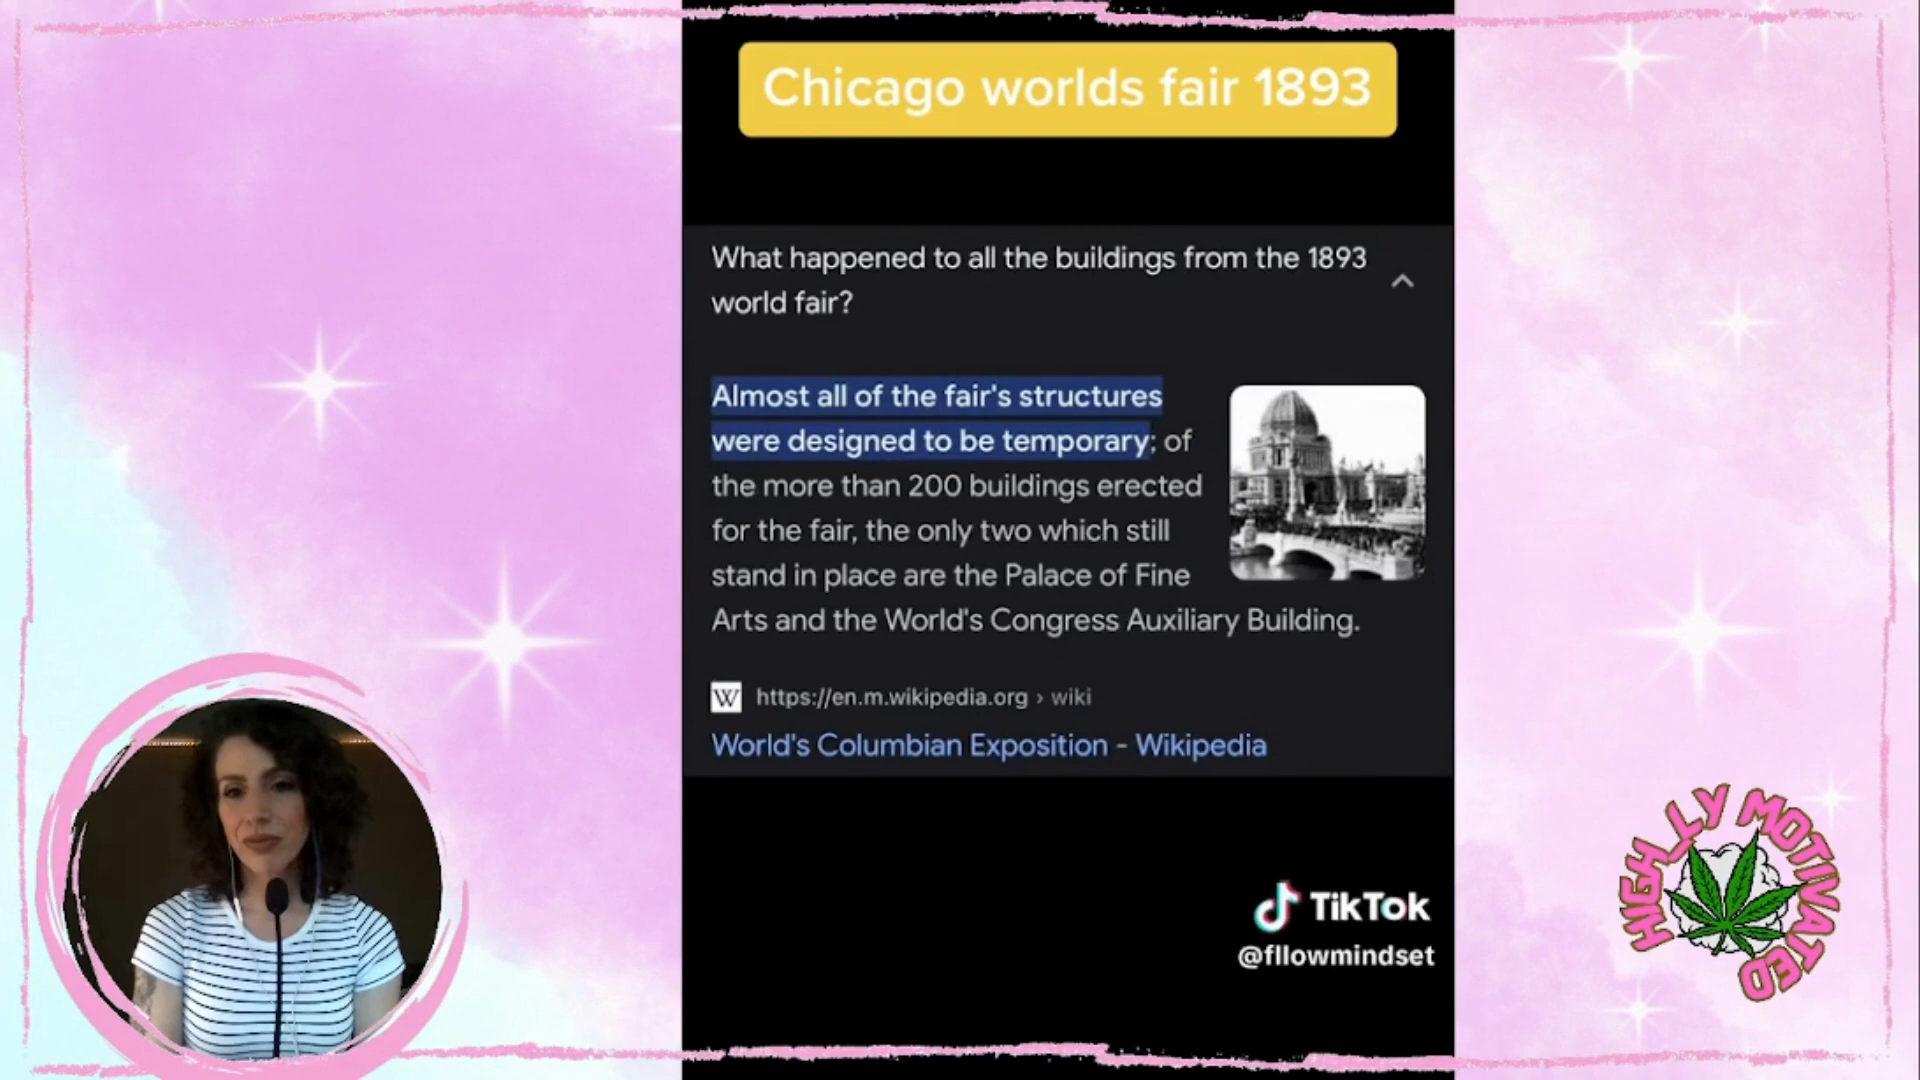 Chicago worlds fair 1893
What happened to all the buildings from the 1893
world fair?
Almost all of the fair's structures
were designed to be temporary; of
the more than 200 buildings erected
for the fair, the only two which still
stand in place are the Palace of Fine
Arts and the World's Congress Auxiliary Building.
W https://en.m.wikipedia.org › wiki
World's Columbian Exposition - Wikipedia
TikTok
@fllowmindset
HIGHLY MOTIVATED